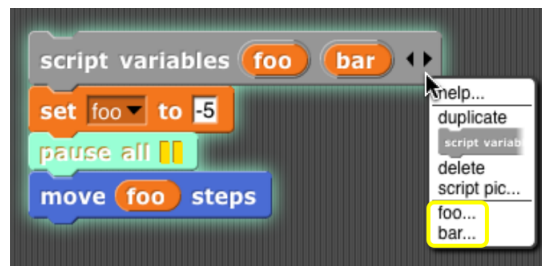 script variables foo bar
set foo to -5
pause all
move foo steps
help...
duplicate
script variab
delete
script pic...
foo...
bar...